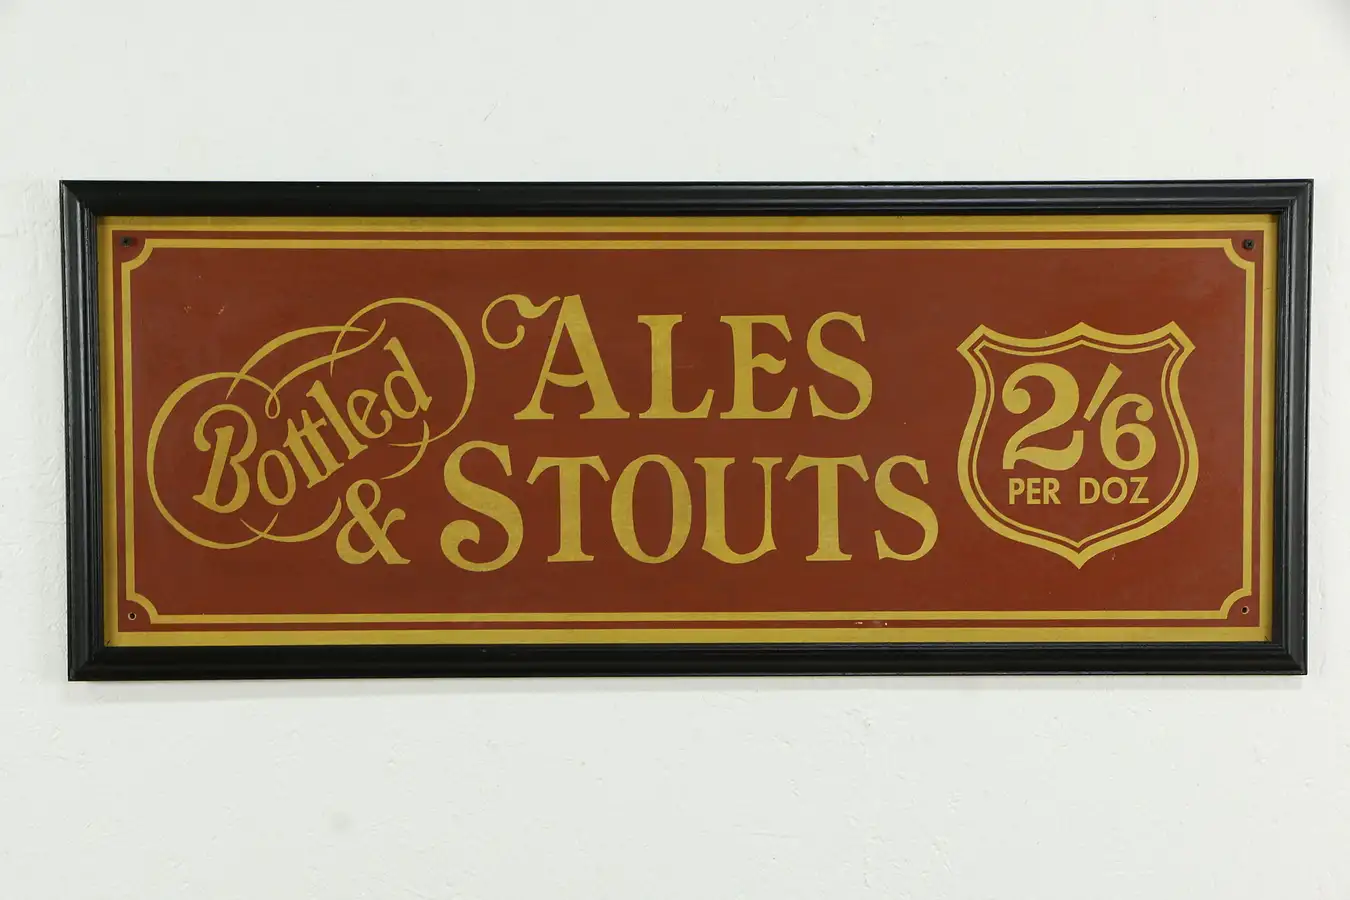 Bottled
ALES
& STOUTS
2/6
PER DOZ